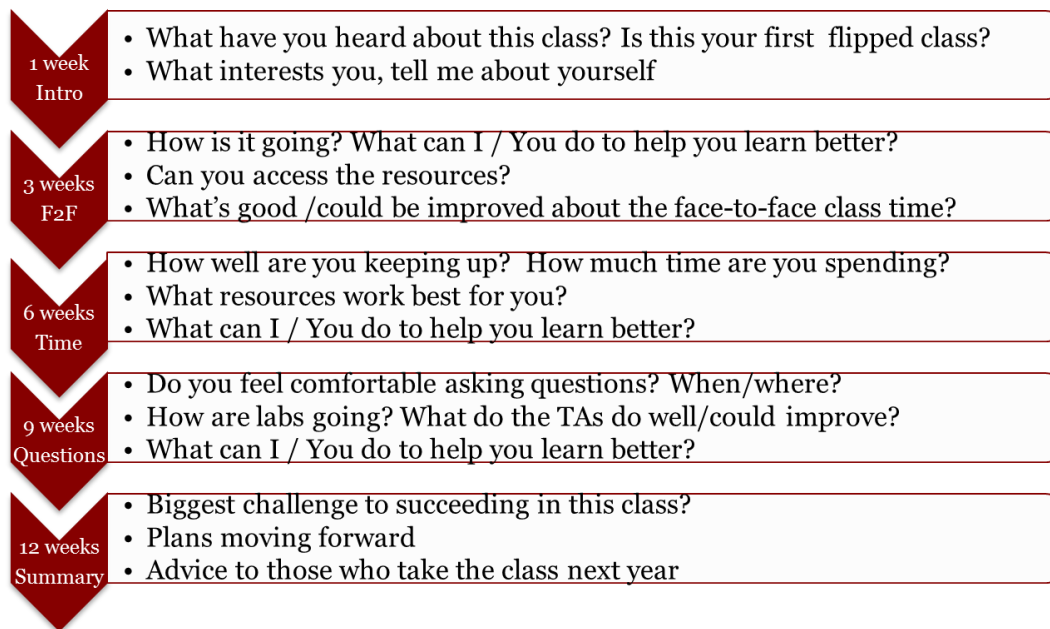 1 week
Intro
• What have you heard about this class? Is this your first flipped class?
• What interests you, tell me about yourself
3 weeks
F2F
• How is it going? What can I / You do to help you learn better?
• Can you access the resources?
• What's good /could be improved about the face-to-face class time?
6 weeks
Time
• How well are you keeping up? How much time are you spending?
• What resources work best for you?
• What can I / You do to help you learn better?
9 weeks
Questions
• Do you feel comfortable asking questions? When/where?
• How are labs going? What do the TAs do well/could improve?
• What can I / You do to help you learn better?
12 weeks
Summary
• Biggest challenge to succeeding in this class?
• Plans moving forward
• Advice to those who take the class next year